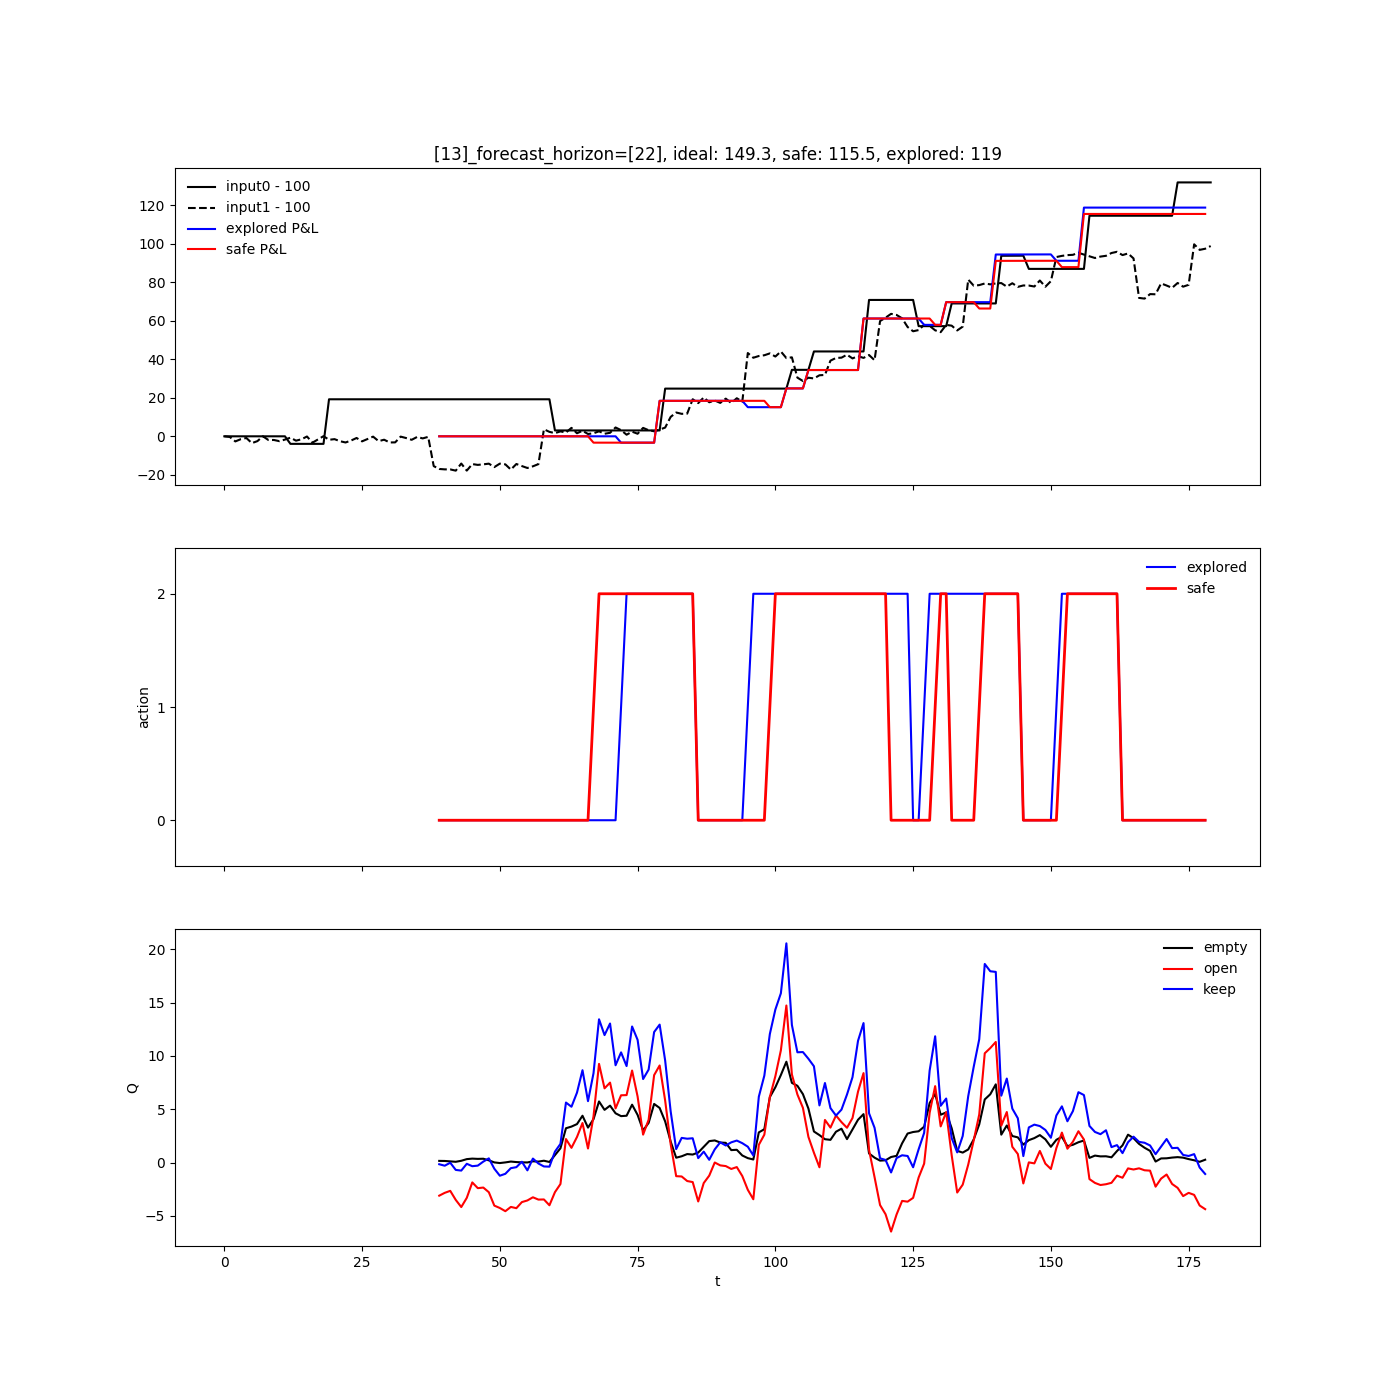 [13]_forecast_horizon=[22], ideal: 149.3, safe: 115.5, explored: 119
input0 - 100
input1 - 100
explored P&L
safe P&L
120
100
80
60
40
20
0
−20
explored
safe
2
1
0
action
empty
open
keep
20
15
10
5
0
−5
Q
0 25 50 75 100 125 150 175
t